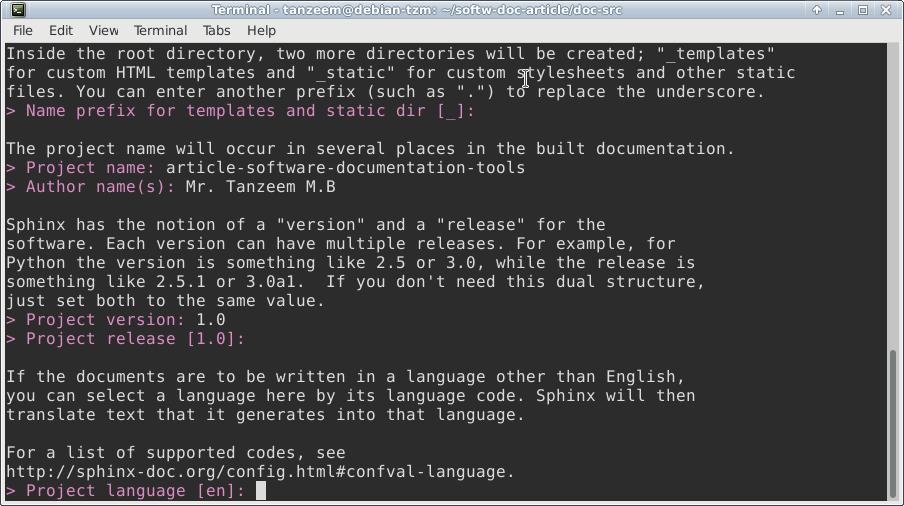 Terminal - tanzeem@debian-tzm: ~/softw-doc-article/doc-src
File Edit View Terminal Tabs Help
Inside the root directory, two more directories will be created; "_templates"
for custom HTML templates and "_static" for custom stylesheets and other static
files. You can enter another prefix (such as ".") to replace the underscore.
> Name prefix for templates and static dir [_]:
The project name will occur in several places in the built documentation.
> Project name: article-software-documentation-tools
> Author name(s): Mr. Tanzeem M.B
Sphinx has the notion of a "version" and a "release" for the
software. Each version can have multiple releases. For example, for
Python the version is something like 2.5 or 3.0, while the release is
something like 2.5.1 or 3.0a1.  If you don't need this dual structure,
just set both to the same value.
> Project version: 1.0
> Project release [1.0]:
If the documents are to be written in a language other than English,
you can select a language here by its language code. Sphinx will then
translate text that it generates into that language.
For a list of supported codes, see
http://sphinx-doc.org/config.html#confval-language.
> Project language [en]: